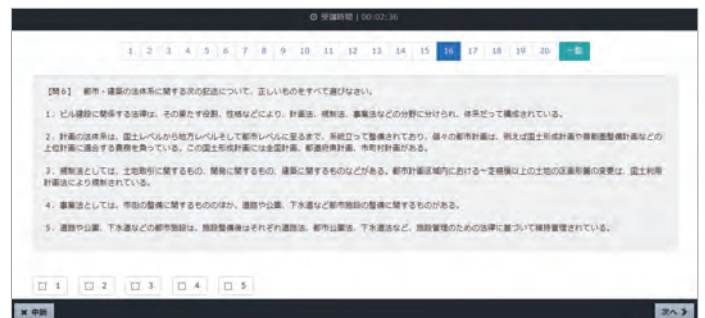 受講時間 | 00:02:36
1 2 3 4 5 6 7 8 9 10 11 12 13 14 15 16 17 18 19 20 一覧
【問6】 都市・建築の法体系に関する次の記述について、正しいものをすべて選びなさい。
1．ビル建設に関係する法律は、その果たす役割、性格などにより、計画法、規制法、事業法などの分野に分けられ、体系だって構成されている。
2．計画の法体系は、国土レベルから地方レベルそして都市レベルに至るまで、系統立って整備されており、個々の都市計画は、例えば国土形成計画や首都圏整備計画などの
上位計画に適合する義務を負っている。この国土形成計画には全国計画、都道府県計画、市町村計画がある。
3．規制法としては、土地取引に関するもの、開発に関するもの、建築に関するものなどがある。都市計画区域内における一定規模以上の土地の区画形質の変更は、国土利用
計画法により規制されている。
4．事業法としては、市街の整備に関するもののほか、道路や公園、下水道など都市施設の整備に関するものがある。
5．道路や公園、下水道などの都市施設は、施設整備後はそれぞれ道路法、都市公園法、下水道法など、施設管理のための法律に基づいて維持管理されている。
1 2 3 4 5
中断 次へ